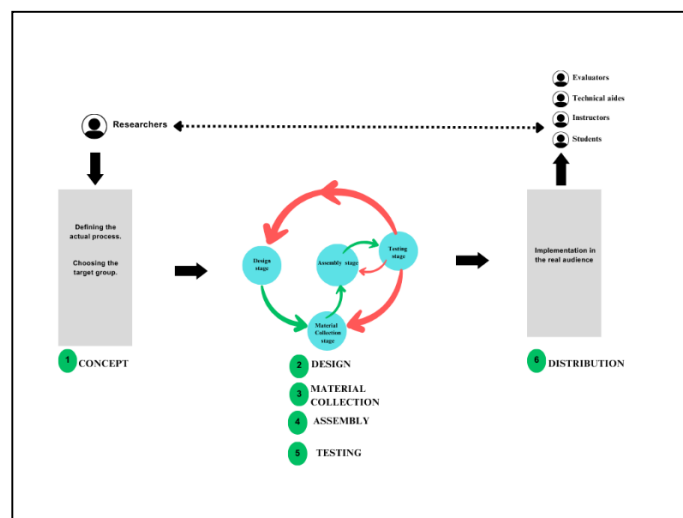 Evaluators
Technical aides
Instructors
Students
Researchers
Defining the
actual process.
Choosing the
target group.
Design
stage
Assembly stage
Testing
stage
Material
Collection
stage
Implementation in
the real audience
1 CONCEPT
2 DESIGN
3 MATERIAL
COLLECTION
4 ASSEMBLY
5 TESTING
6 DISTRIBUTION